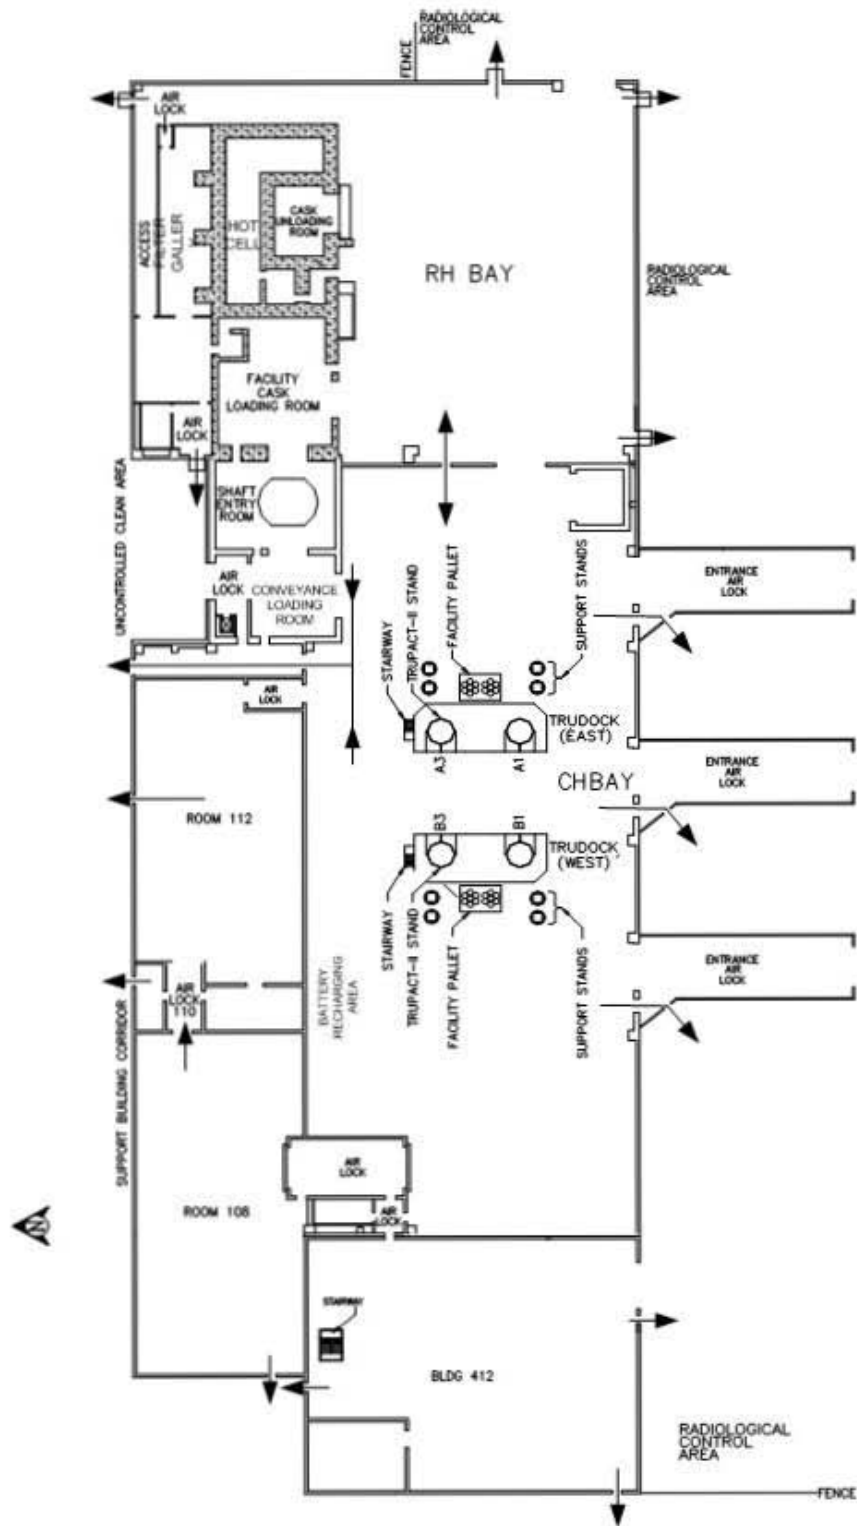 RADIOLOGICAL
CONTROL
AREA
FENCE
AIR
LOCK
ACCESS
FILTER
GALLER
HOT
CELL
CASK
UNLOADING
ROOM
RH BAY
RADIOLOGICAL
CONTROL
AREA
FACILITY
CASK
LOADING ROOM
AIR
LOCK
UNCONTROLLED CLEAN AREA
SHAFT
ENTRY
ROOM
AIR
LOCK
CONVEYANCE
LOADING
ROOM
STAIRWAY
TRUPACT-II STAND
FACILITY PALLET
SUPPORT STANDS
ENTRANCE
AIR
LOCK
AIR
LOCK
TRUDOCK
(EAST)
A3
A1
ENTRANCE
AIR
LOCK
CHBAY
ROOM 112
B3
B1
TRUDOCK
(WEST)
STAIRWAY
TRUPACT-II STAND
FACILITY PALLET
SUPPORT STANDS
ENTRANCE
AIR
LOCK
AIR
LOCK
110
BATTERY
RECHARGING
AREA
SUPPORT BUILDING CORRIDOR
AIR
LOCK
N
ROOM 108
AIR
LOCK
STAIRWAY
BLDG 412
RADIOLOGICAL
CONTROL
AREA
FENCE